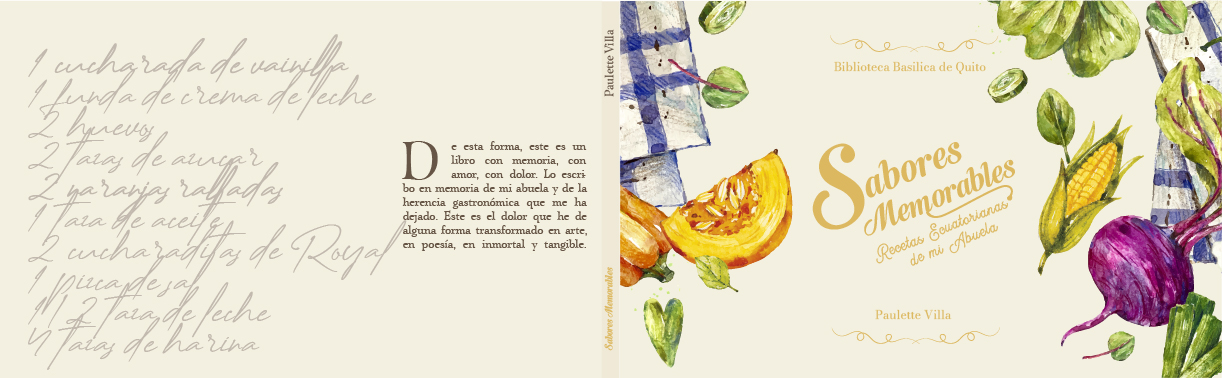 1 cucharada de vainilla
1 funda de crema de leche
2 huevos
2 tazas de azucar
2 naranjas ralladas
1 taza de aceite
2 cucharaditas de Royal
1 pizca de sal
1 1 2 taza de leche
4 tazas de harina
De esta forma, este es un
libro con memoria, con
amor, con dolor. Lo escri-
bo en memoria de mi abuela y de la
herencia gastronómica que me ha
dejado. Este es el dolor que he de
alguna forma transformado en arte,
en poesía, en inmortal y tangible.
Paulette Villa
Sabores Memorables
Biblioteca Basílica de Quito
Sabores
Memorables
Recetas Ecuatorianas
de mi Abuela
Paulette Villa